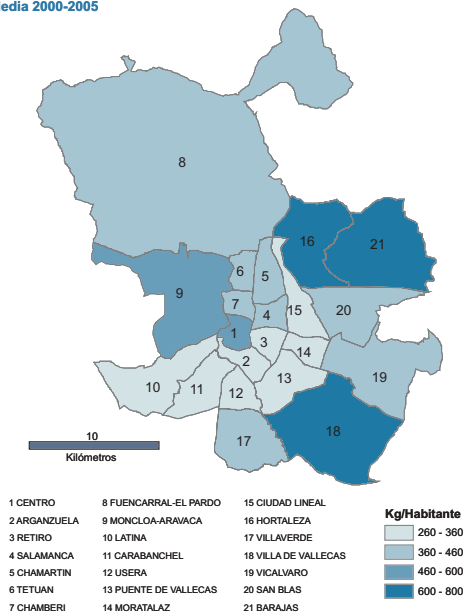 edia 2000-2005
8
16
21
6
5
9
7
4
15
20
1
3
14
2
19
10
11
12
13
18
17
10
Kilómetros
1 CENTRO
2 ARGANZUELA
3 RETIRO
4 SALAMANCA
5 CHAMARTIN
6 TETUAN
7 CHAMBERI
8 FUENCARRAL-EL PARDO
9 MONCLOA-ARAVACA
10 LATINA
11 CARABANCHEL
12 USERA
13 PUENTE DE VALLECAS
14 MORATALAZ
15 CIUDAD LINEAL
16 HORTALEZA
17 VILLAVERDE
18 VILLA DE VALLECAS
19 VICALVARO
20 SAN BLAS
21 BARAJAS
Kg/Habitante
260 - 360
360 - 460
460 - 600
600 - 800